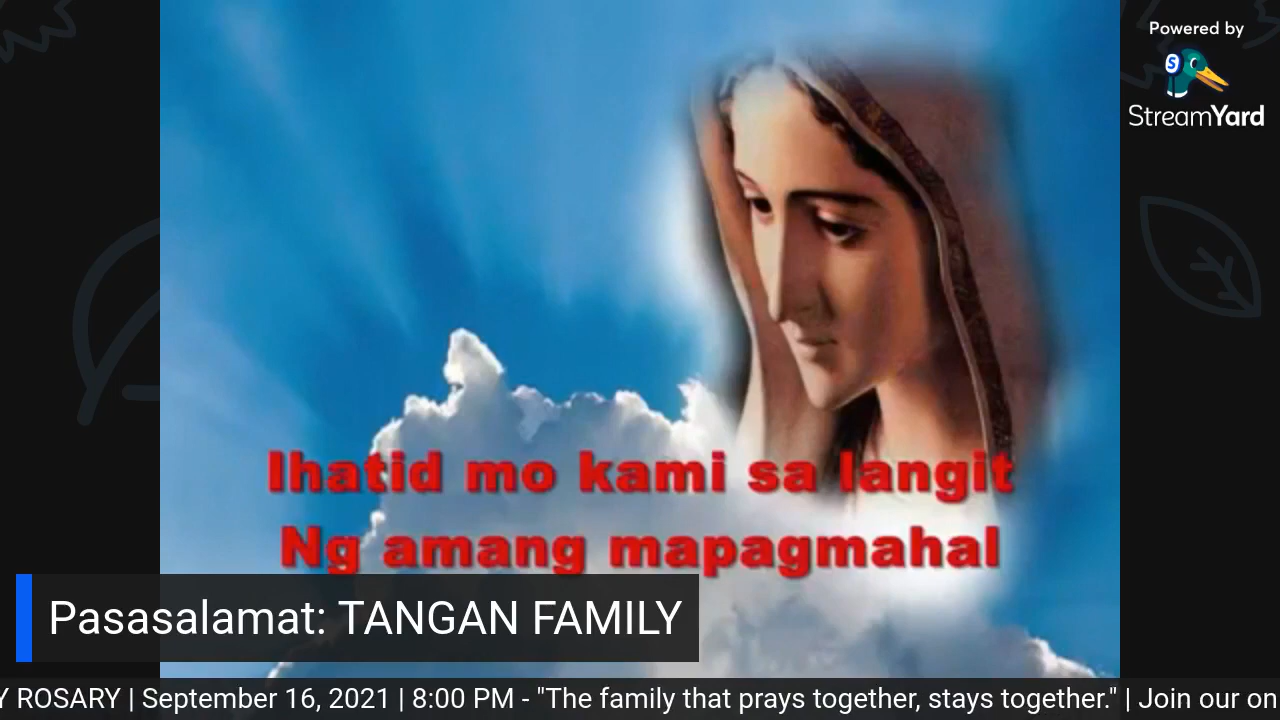 Powered by
StreamYard
Ihatid mo kami sa langit
Ng amang mapagmahal
Pasasalamat: TANGAN FAMILY
Y ROSARY | September 16, 2021 | 8:00 PM - "The family that prays together, stays together." | Join our on